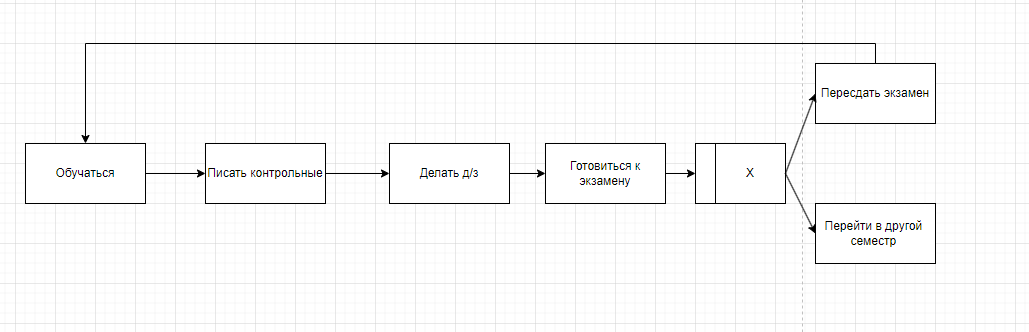 Пересдать экзамен
Обучаться
Писать контрольные
Делать д/з
Готовиться к
экзамену
X
Перейти в другой
семестр